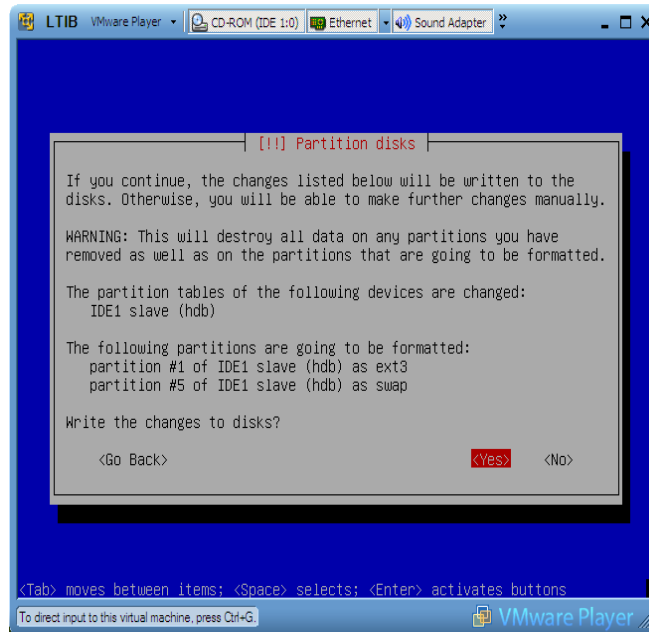 LTIB VMware Player CD-ROM (IDE 1:0) Ethernet Sound Adapter
[!!] Partition disks
If you continue, the changes listed below will be written to the
disks. Otherwise, you will be able to make further changes manually.
WARNING: This will destroy all data on any partitions you have
removed as well as on the partitions that are going to be formatted.
The partition tables of the following devices are changed:
IDE1 slave (hdb)
The following partitions are going to be formatted:
partition #1 of IDE1 slave (hdb) as ext3
partition #5 of IDE1 slave (hdb) as swap
Write the changes to disks?
<Go Back> <Yes> <No>
<Tab> moves between items; <Space> selects; <Enter> activates buttons
To direct input to this virtual machine, press Ctrl+G. VMware Player